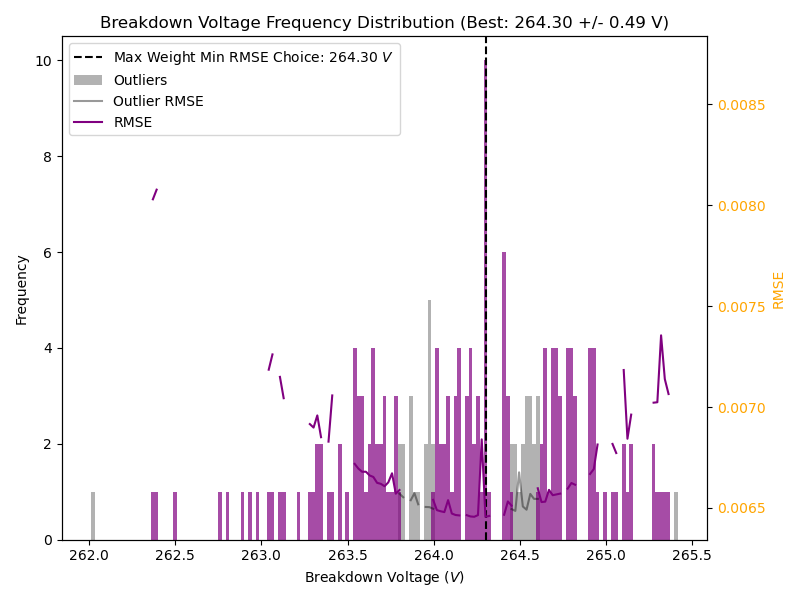 Breakdown Voltage Frequency Distribution (Best: 264.30 +/- 0.49 V)
Max Weight Min RMSE Choice: 264.30 V
Outliers
Outlier RMSE
RMSE
Frequency
10
8
6
4
2
0
0.0085
0.0080
0.0075
0.0070
0.0065
RMSE
262.0 262.5 263.0 263.5 264.0 264.5 265.0 265.5
Breakdown Voltage (V)